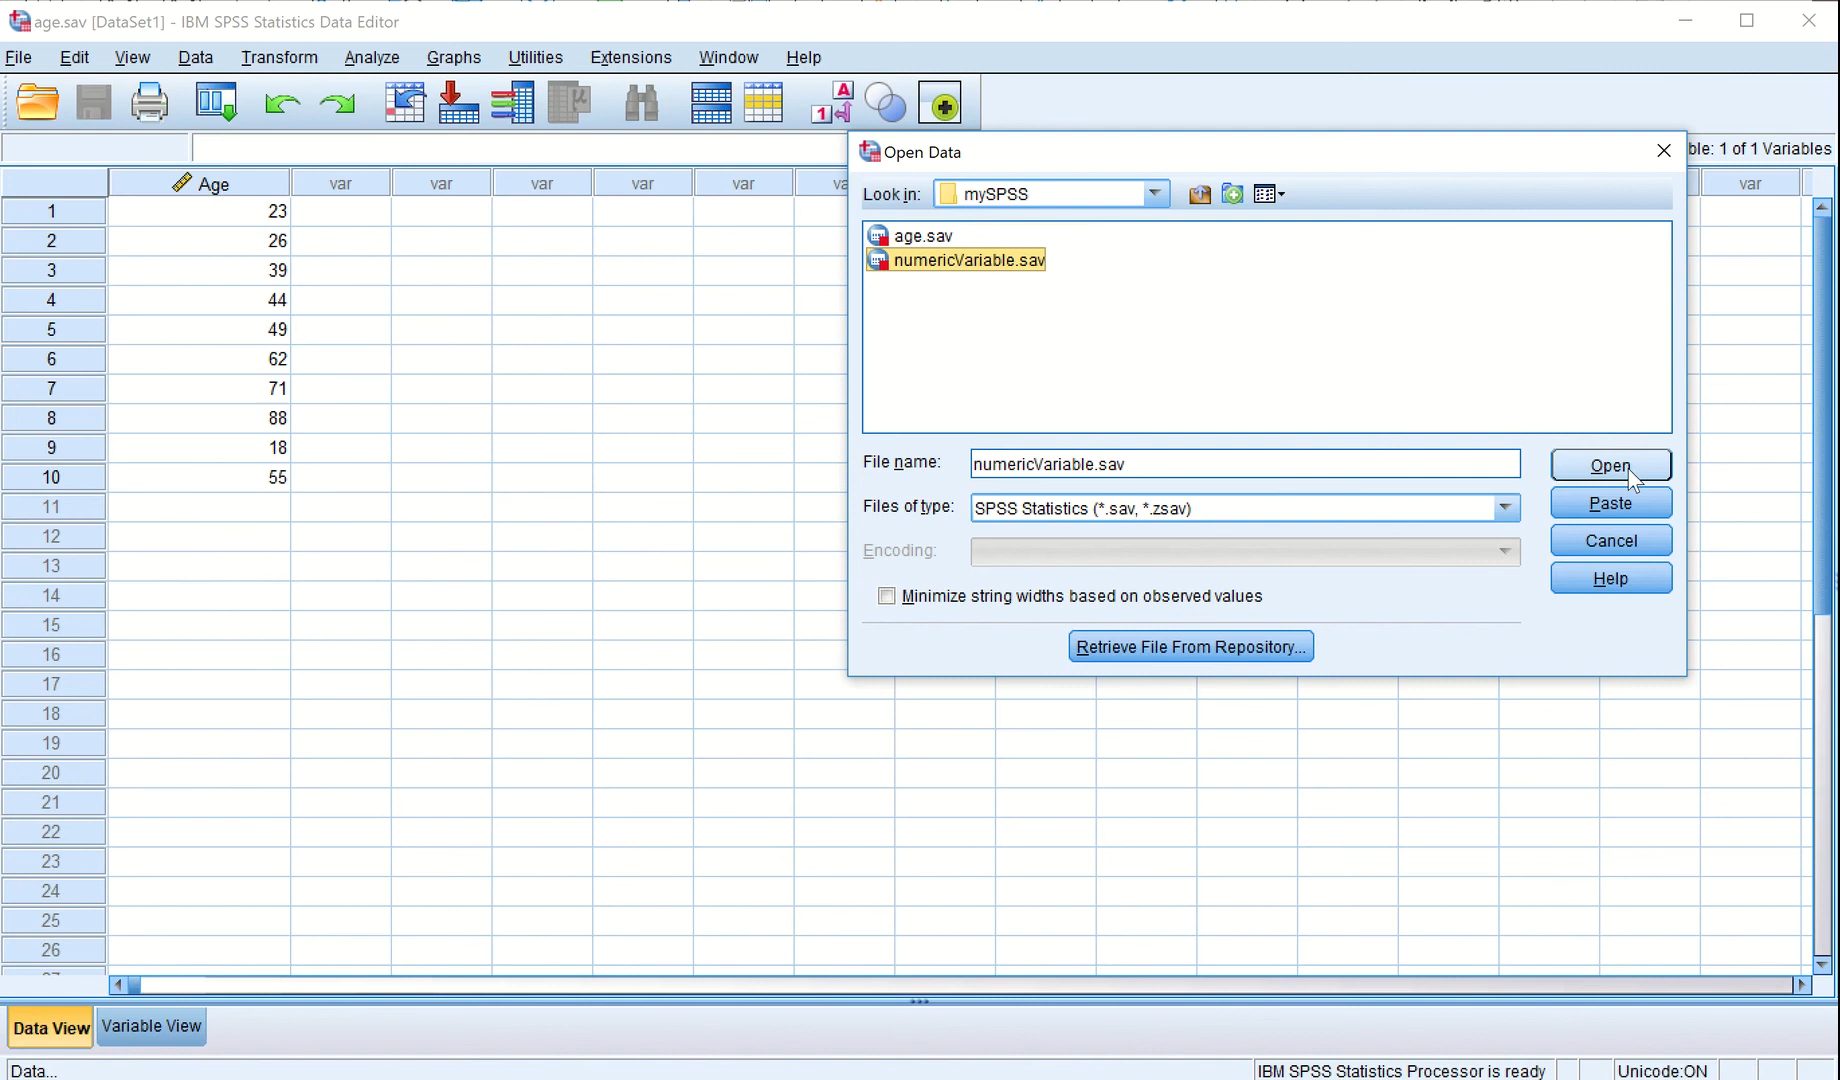 age.sav [DataSet1] - IBM SPSS Statistics Data Editor
File Edit View Data Transform Analyze Graphs Utilities Extensions Window Help
Open Data
ble: 1 of 1 Variables
Look in: mySPSS
Age var var var var var va var
age.sav
numericVariable.sav
1 23
2 26
3 39
4 44
5 49
6 62
7 71
8 88
9 18
10 55
11
12
13
14
15
16
17
18
19
20
21
22
23
24
25
26
File name: numericVariable.sav Open
Files of type: SPSS Statistics (*.sav, *.zsav) Paste
Encoding: Cancel
Help
Minimize string widths based on observed values
Retrieve File From Repository...
Data View Variable View
Data... IBM SPSS Statistics Processor is ready Unicode:ON